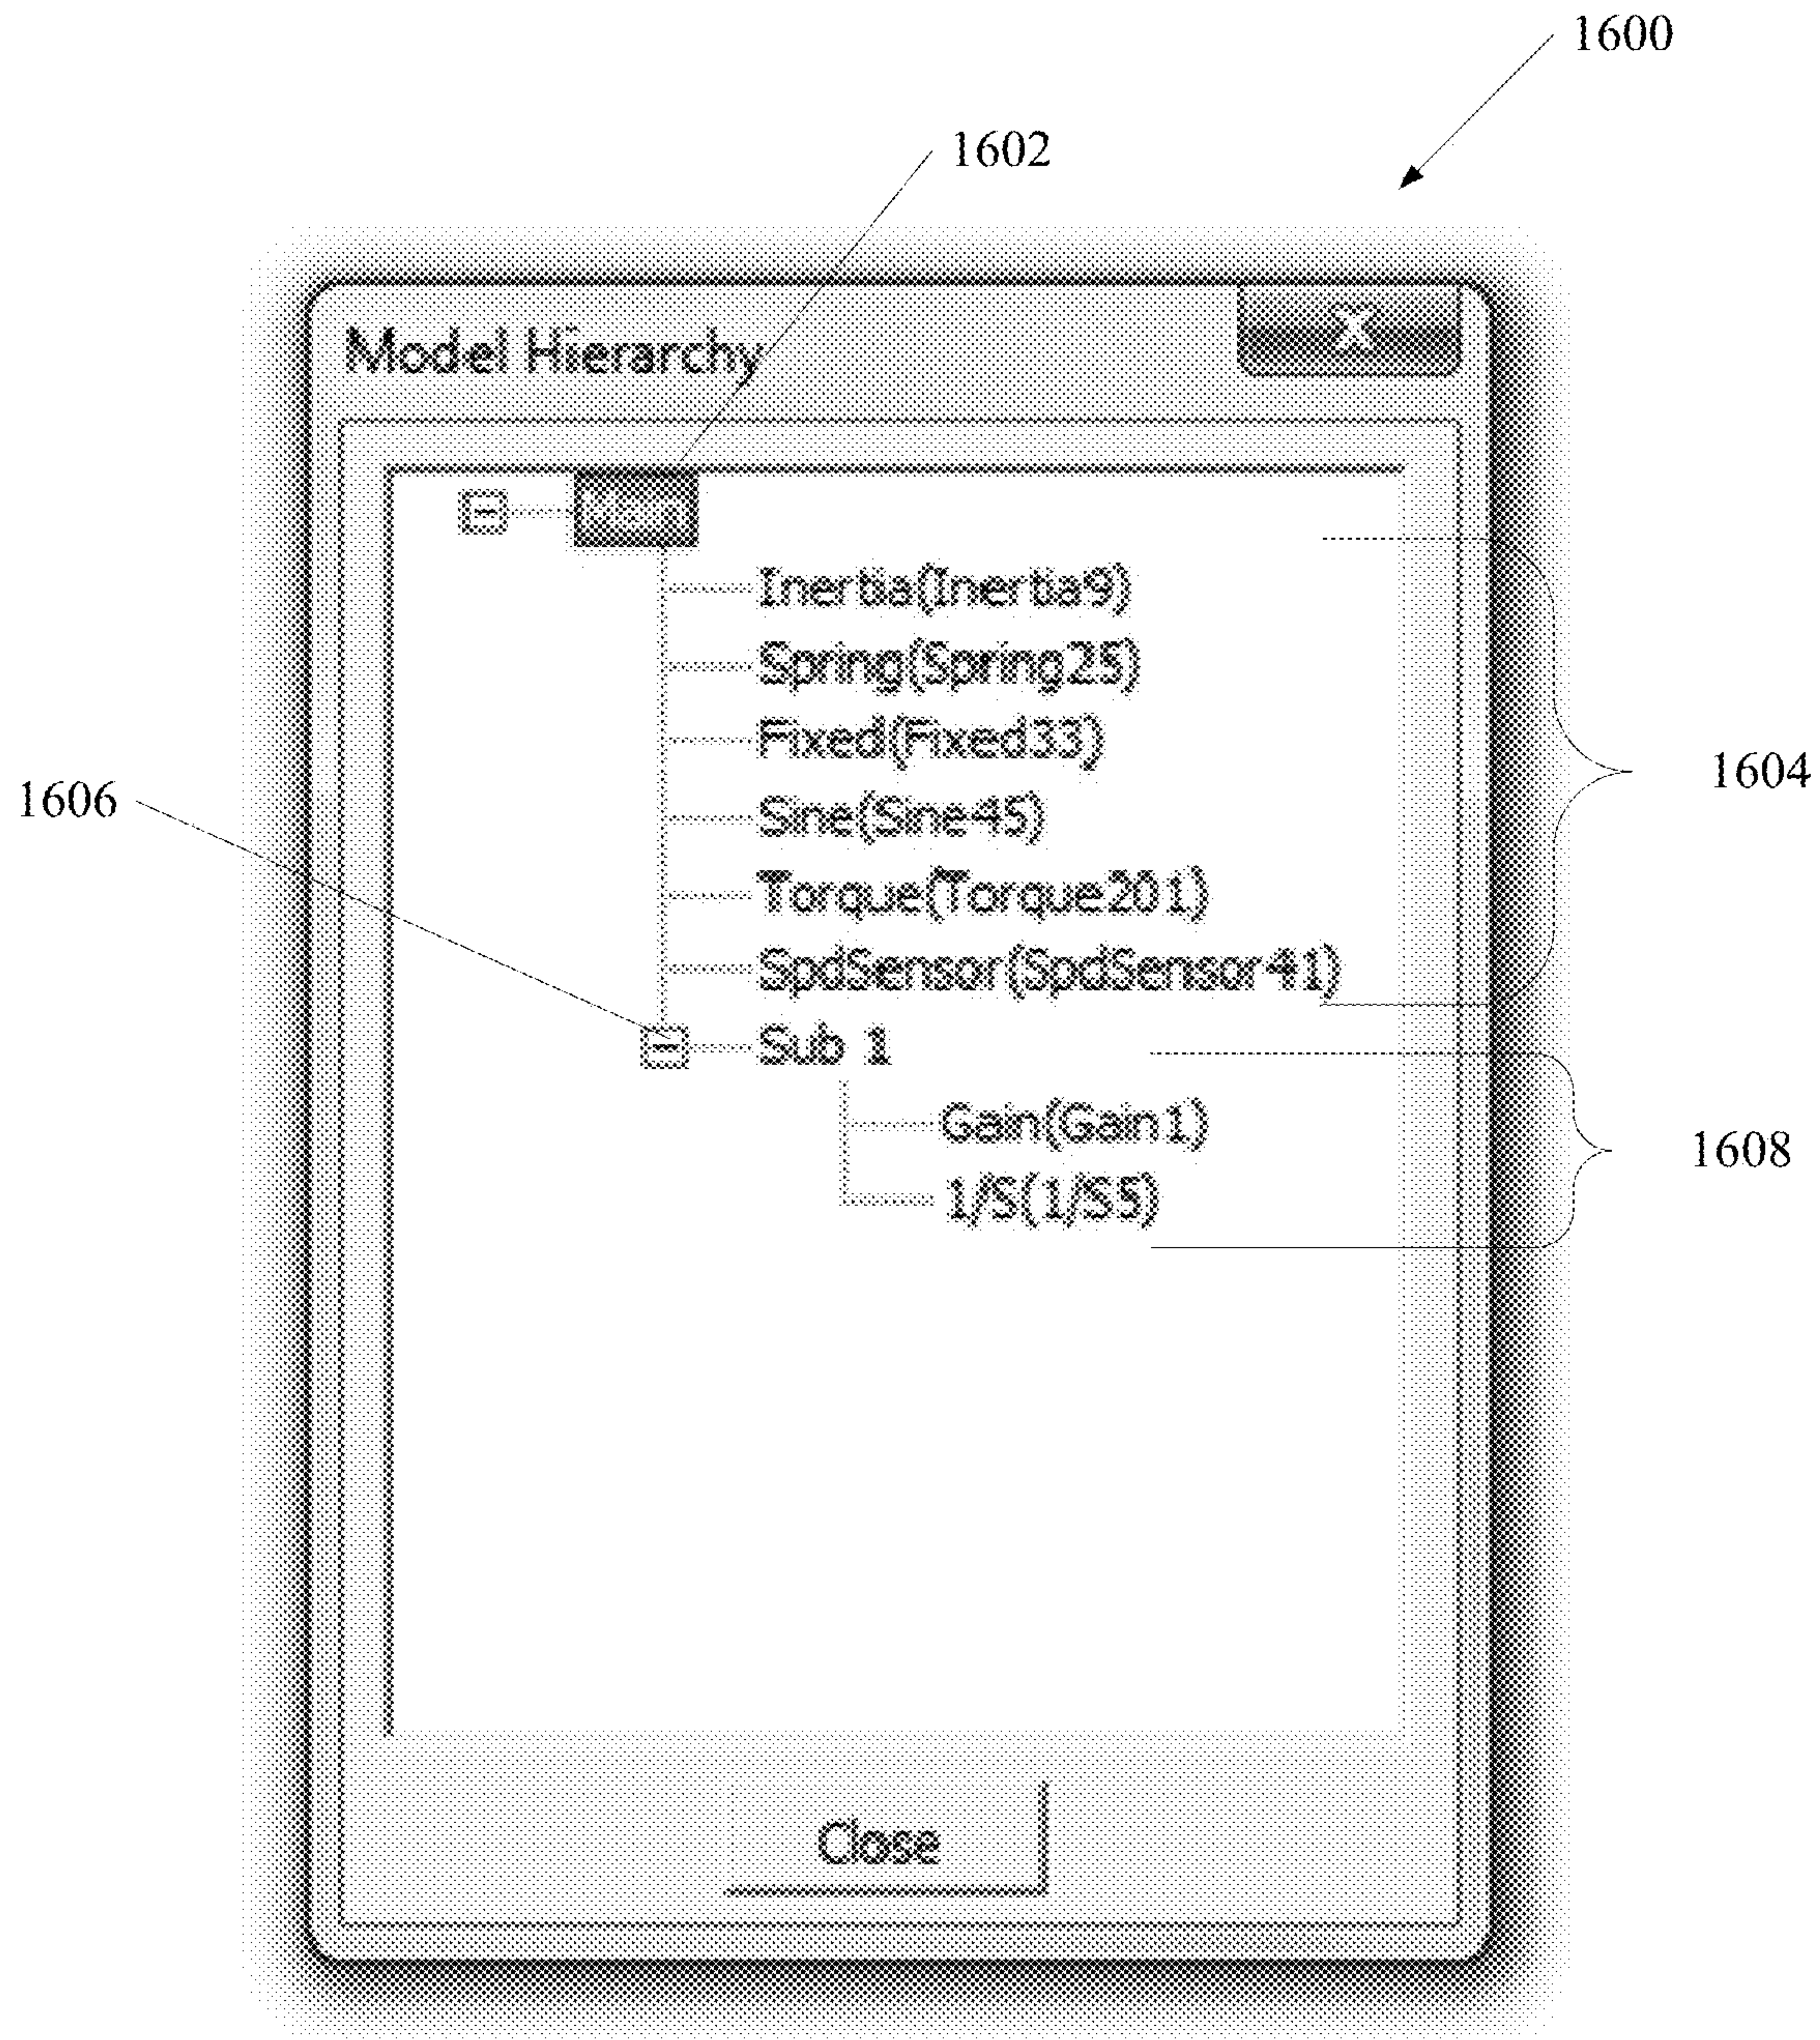 1600
1602
Model Hierarchy
X
Inertia(Inertia9)
Spring(Spring25)
Fixed(Fixed33)
1604
1606
Sine(Sine45)
Torque(Torque201)
SpdSensor(SpdSensor41)
Sub 1
Gain(Gain1)
1608
1/S(1/S5)
Close